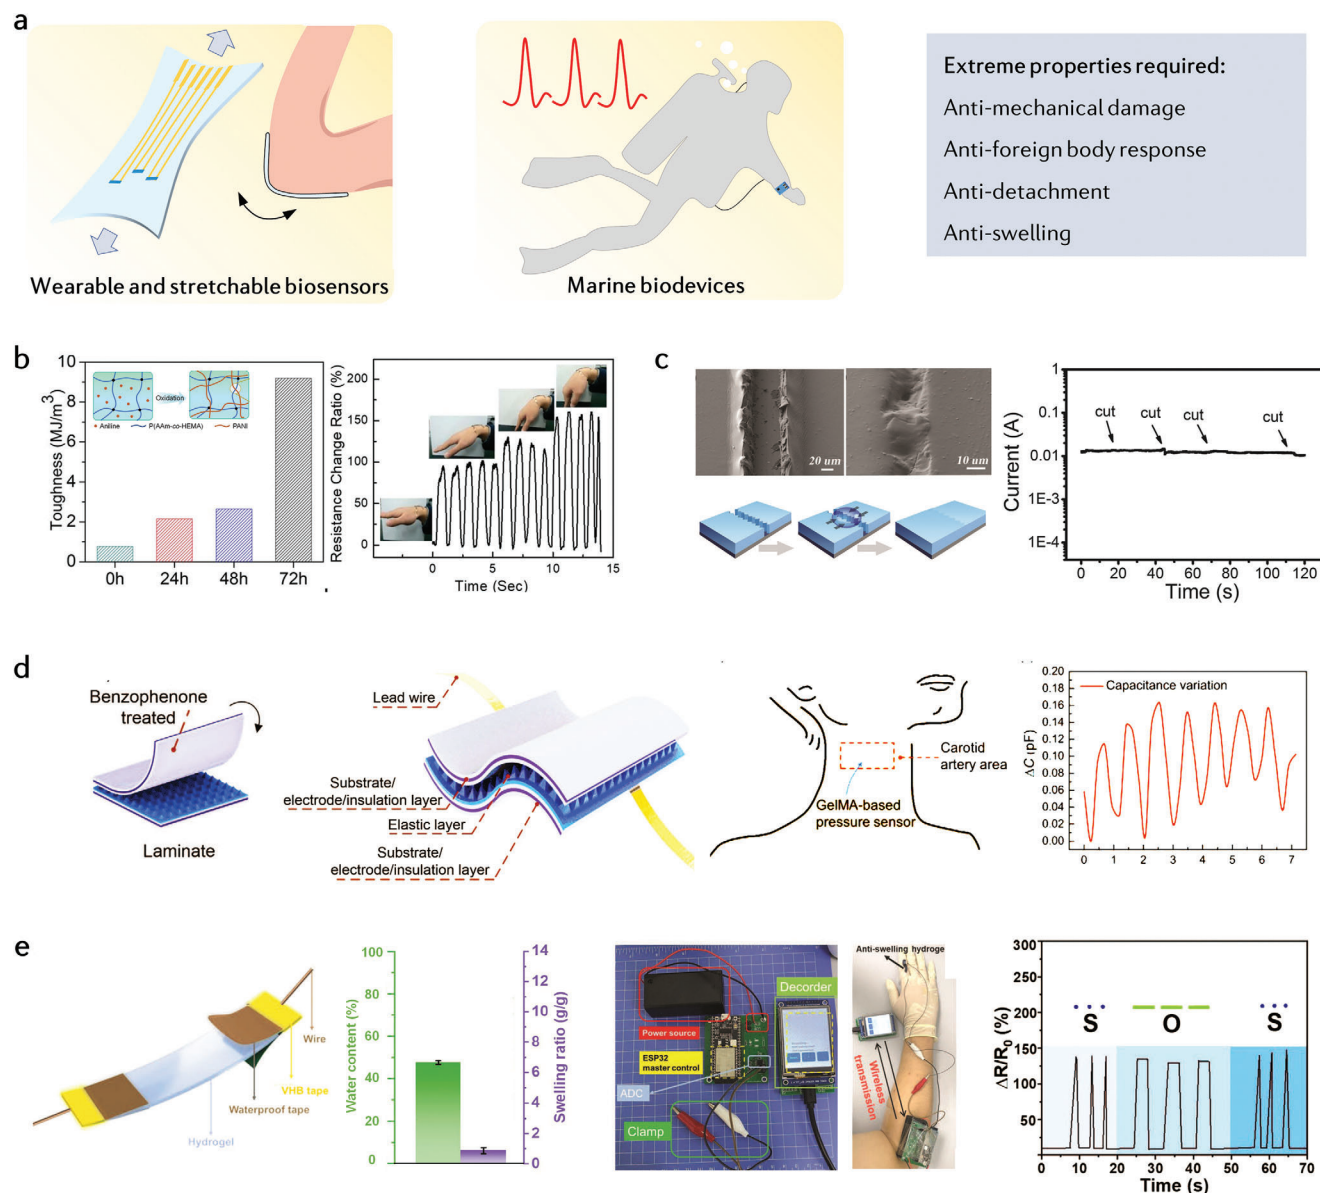 a
Wearable and stretchable biosensors
Marine biodevices
Extreme properties required:
Anti-mechanical damage
Anti-foreign body response
Anti-detachment
Anti-swelling
b
Toughness (MJ/m³)
10
8
6
4
2
0
Oxidation
Aniline
P(AAm-co-HEMA)
PANI
0h
24h
48h
72h
Resistance Change Ratio (%)
200
150
100
50
0
0
5
10
15
Time (Sec)
c
20 um
10 um
Current (A)
1
0.1
0.01
1E-3
1E-4
cut
cut
cut
cut
0
20
40
60
80
100
120
Time (s)
d
Benzophenone
treated
Laminate
Lead wire
Substrate/
electrode/insulation layer
Elastic layer
Substrate/
electrode/insulation layer
Carotid
artery area
GelMA-based
pressure sensor
ΔC (pF)
0.20
0.18
0.16
0.14
0.12
0.10
0.08
0.06
0.04
0.02
0.00
Capacitance variation
0
1
2
3
4
5
6
7
e
Wire
VHB tape
Waterproof tape
Hydrogel
Water content (%)
100
80
60
40
20
0
Swelling ratio (g/g)
14
12
10
8
6
4
2
0
Power source
ESP32
master control
ADC
Clamp
Decorder
Anti-swelling hydroge
Wireless
transmission
ΔR/R₀ (%)
300
250
200
150
100
50
0
S
O
S
0
10
20
30
40
50
60
70
Time (s)